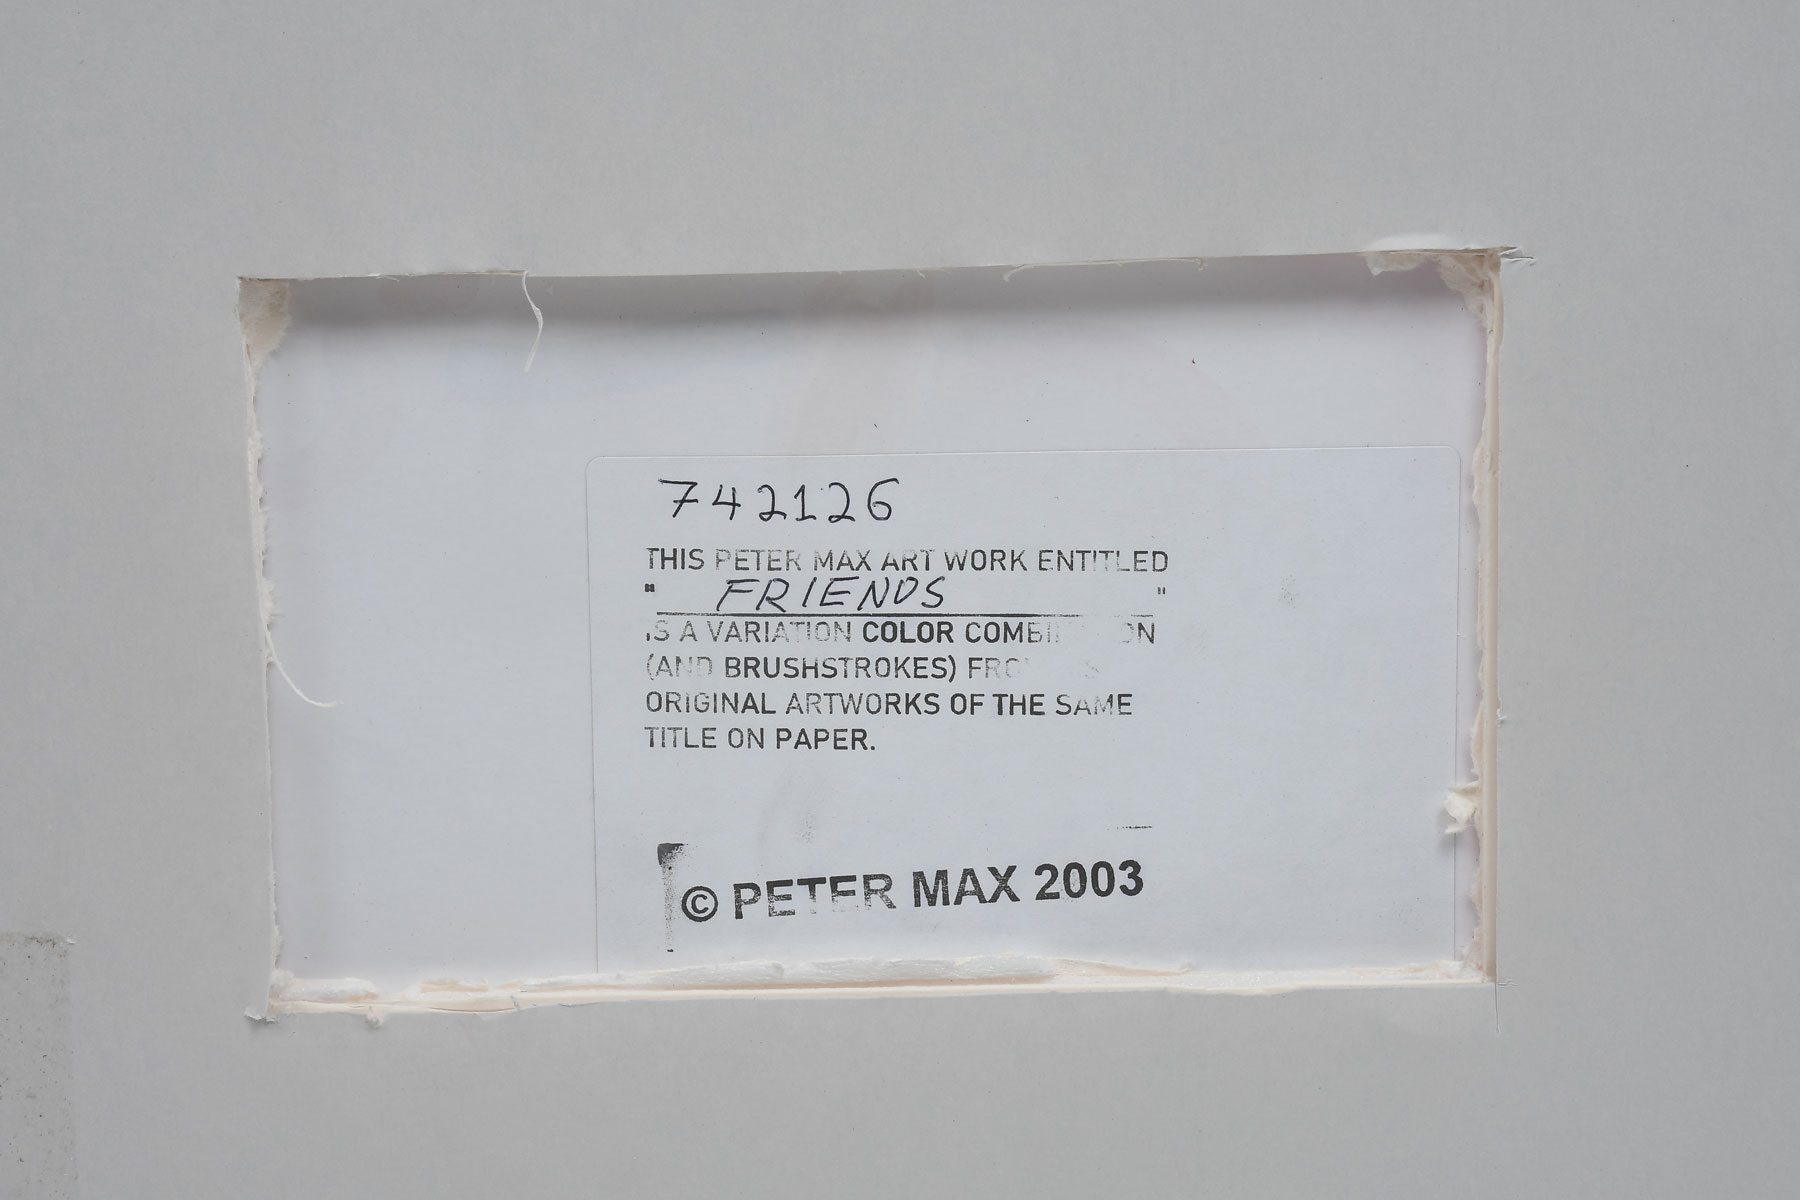 742126
THIS PETER MAX ART WORK ENTITLED
" FRIENDS "
IS A VARIATION COLOR
(AND BRUSHSTROKES)
ORIGINAL ARTWORKS OF THE SAME
TITLE ON PAPER.
© PETER MAX 2003